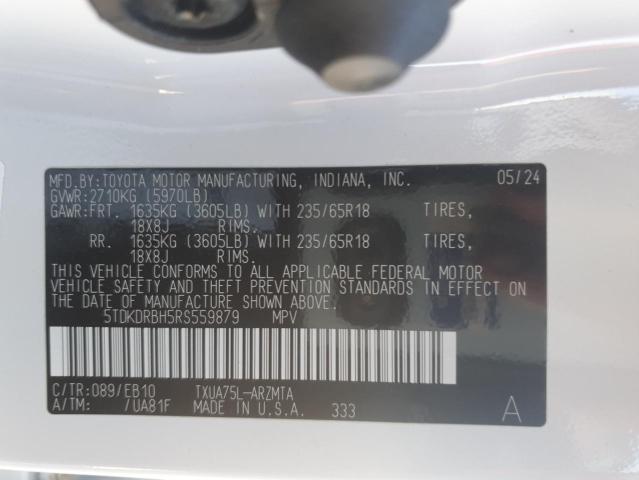 MFD.BY:TOYOTA MOTOR MANUFACTURING, INDIANA, INC. 05/24
GVWR:2710KG (5970LB)
GAWR:FRT. 1635KG (3605LB) WITH 235/65R18 TIRES,
18X8J RIMS.
RR. 1635KG (3605LB) WITH 235/65R18 TIRES,
18X8J RIMS.
THIS VEHICLE CONFORMS TO ALL APPLICABLE FEDERAL MOTOR
VEHICLE SAFETY AND THEFT PREVENTION STANDARDS IN EFFECT ON
THE DATE OF MANUFACTURE SHOWN ABOVE.
5TDKDRBH5RS559879 MPV
C/TR:089/EB10 TXUA75L-ARZMTA
A/TM: /UA81F MADE IN U.S.A. 333 A